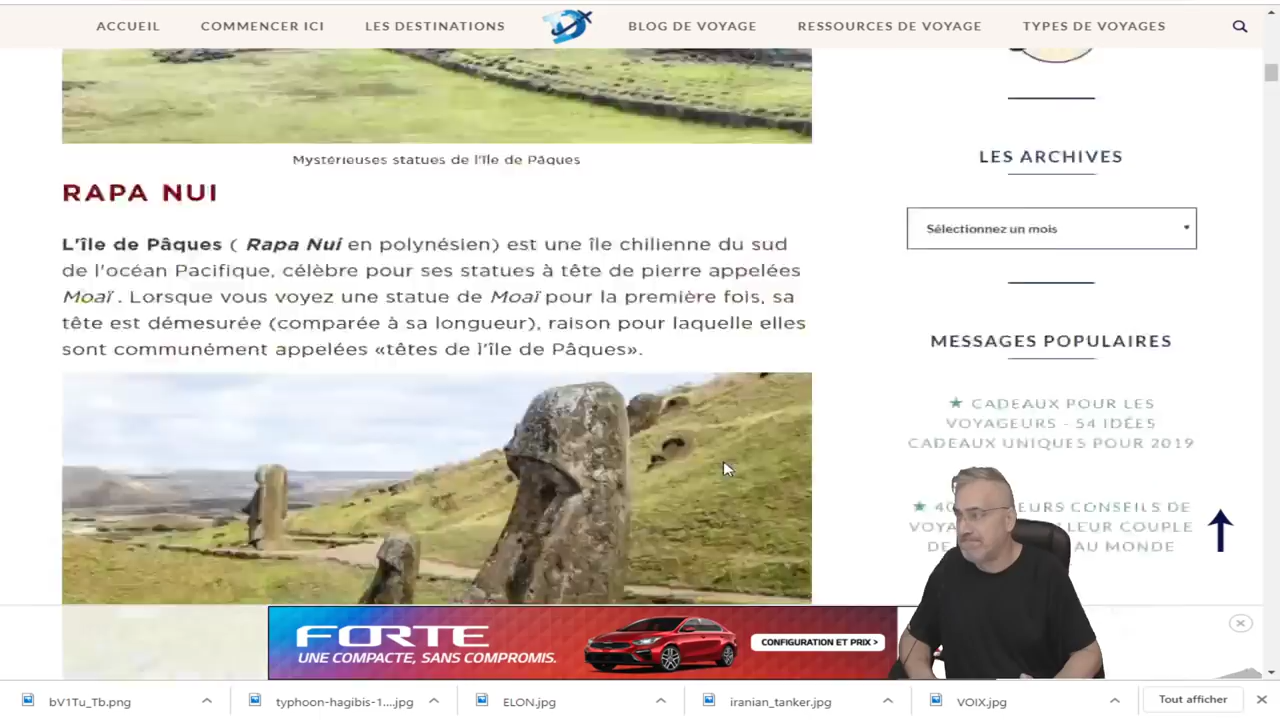 ACCUEIL
COMMENCER ICI
LES DESTINATIONS
BLOG DE VOYAGE
RESSOURCES DE VOYAGE
TYPES DE VOYAGES
Mystérieuses statues de l'île de Pâques
RAPA NUI
L'île de Pâques ( Rapa Nui en polynésien) est une île chilienne du sud
de l'océan Pacifique, célèbre pour ses statues à tête de pierre appelées
Moaï . Lorsque vous voyez une statue de Moaï pour la première fois, sa
tête est démesurée (comparée à sa longueur), raison pour laquelle elles
sont communément appelées «têtes de l'île de Pâques».
LES ARCHIVES
Sélectionnez un mois
MESSAGES POPULAIRES
★ CADEAUX POUR LES
VOYAGEURS - 54 IDÉES
CADEAUX UNIQUES POUR 2019
★ 40 EURS CONSEILS DE
VOYA LEUR COUPLE
DE AU MONDE
FORTE
UNE COMPACTE, SANS COMPROMIS.
CONFIGURATION ET PRIX >
bV1Tu_Tb.png
typhoon-hagibis-1....jpg
ELON.jpg
iranian_tanker.jpg
VOIX.jpg
Tout afficher